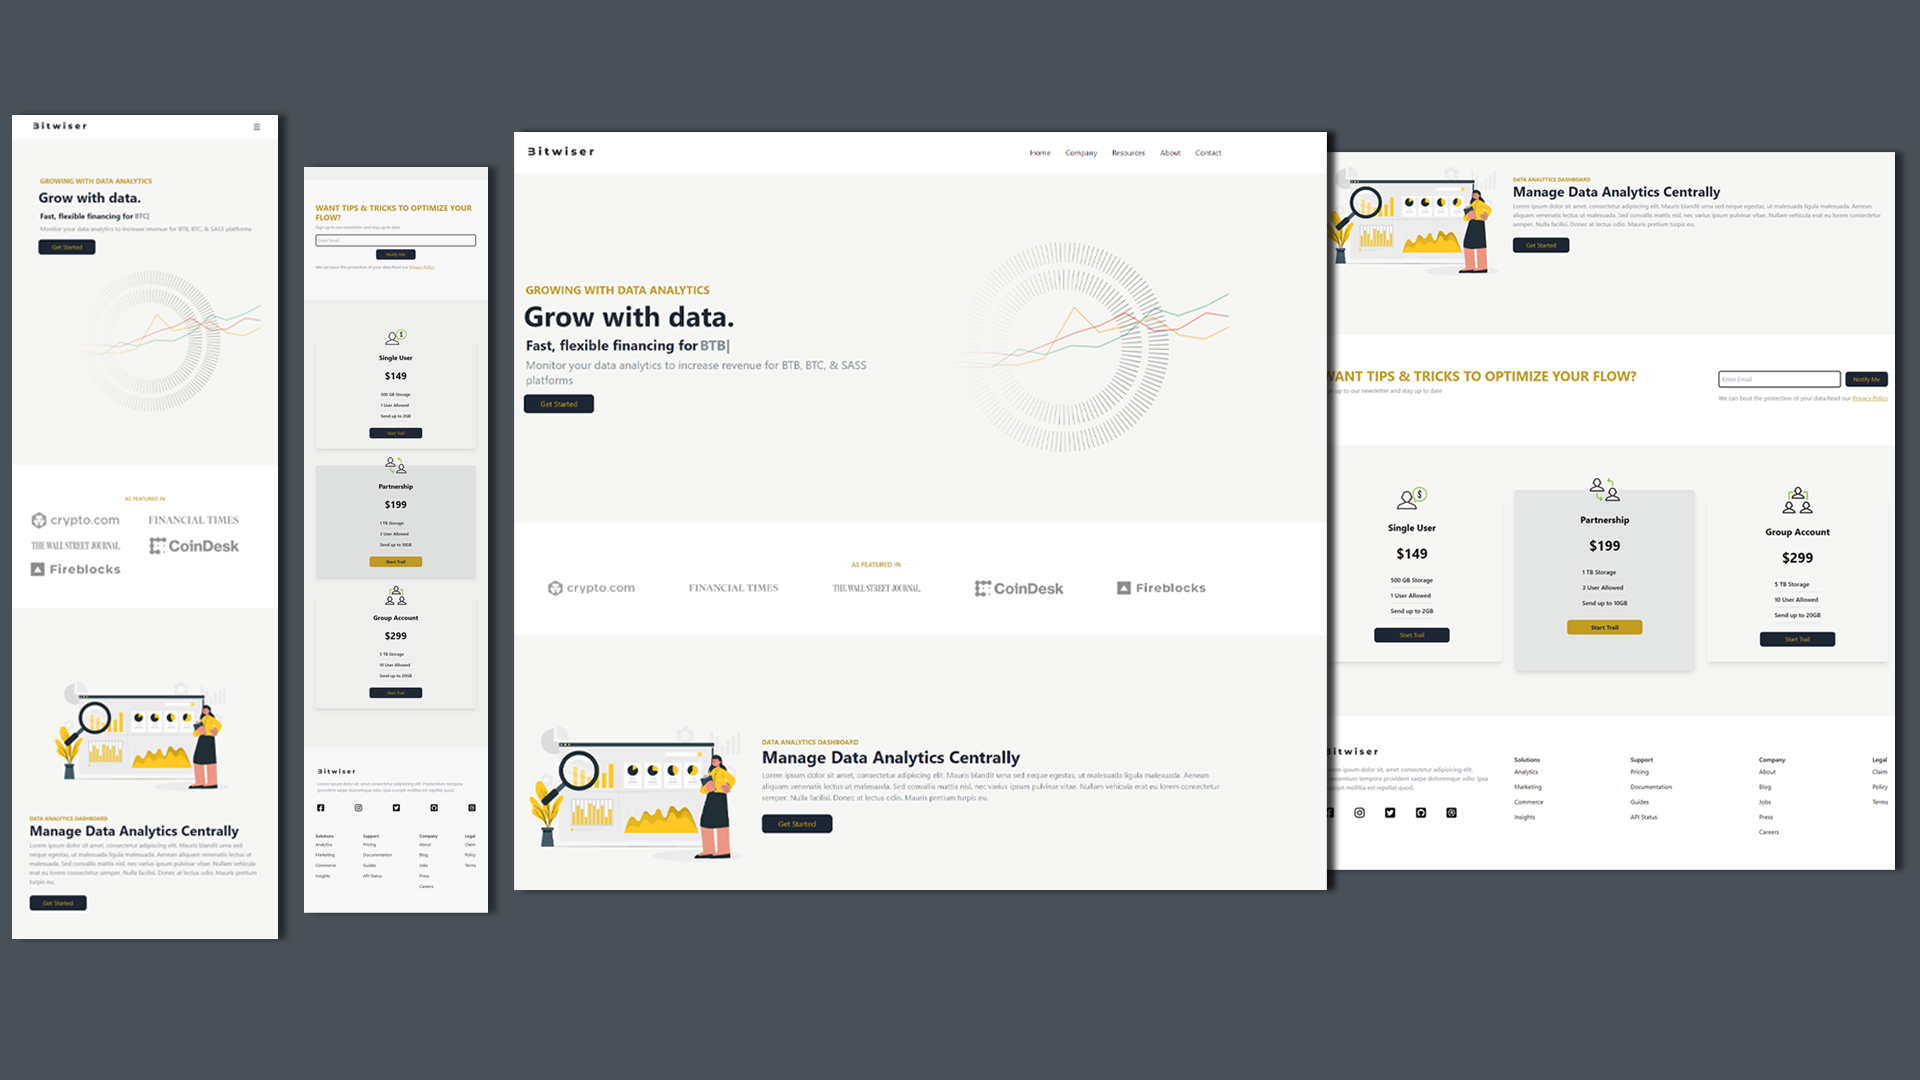 Bitwiser
GROWING WITH DATA ANALYTICS
Grow with data.
Fast, flexible financing for BTC|
Monitor your data analytics to increase revenue for BTB, BTC, & SASS platforms
Get Started
AS FEATURED IN
crypto.com
FINANCIAL TIMES
THE WALL STREET JOURNAL.
CoinDesk
Fireblocks
DATA ANALYTICS DASHBOARD
Manage Data Analytics Centrally
Lorem ipsum dolor sit amet, consectetur adipiscing elit. Mauris blandit urna sed
neque egestas, ut malesuada ligula malesuada. Aenean aliquam venenatis lectus ut
malesuada. Sed convallis mattis nisl, nec varius ipsum pulvinar vitae. Nullam vehicula
erat eu lorem consectetur semper. Nulla facilisi. Donec at lectus odio. Mauris pretium
turpis eu.
Get Started
WANT TIPS & TRICKS TO OPTIMIZE YOUR
FLOW?
Sign up to our newsletter and stay up to date
Enter Email
Notify Me
We can bout the protection of your data.Read our Privacy Policy
Single User
$149
500 GB Storage
1 User Allowed
Send up to 2GB
Start Trail
Partnership
$199
1 TB Storage
3 User Allowed
Send up to 10GB
Start Trail
Group Account
$299
5 TB Storage
10 User Allowed
Send up to 20GB
Start Trail
Bitwiser
Lorem ipsum dolor sit amet consectetur adipisicing elit. Praesentium tempora
provident saepe doloremque odio. Ipsa suscipit mollitia est repellat quod.
Solutions
Analytics
Marketing
Commerce
Insights
Support
Pricing
Documentation
Guides
API Status
Company
About
Blog
Jobs
Press
Careers
Legal
Claim
Policy
Terms
Bitwiser
Home Company Resources About Contact
GROWING WITH DATA ANALYTICS
Grow with data.
Fast, flexible financing for BTB|
Monitor your data analytics to increase revenue for BTB, BTC, & SASS
platforms
Get Started
AS FEATURED IN
crypto.com
FINANCIAL TIMES
THE WALL STREET JOURNAL.
CoinDesk
Fireblocks
DATA ANALYTICS DASHBOARD
Manage Data Analytics Centrally
Lorem ipsum dolor sit amet, consectetur adipiscing elit. Mauris blandit urna sed neque egestas, ut malesuada ligula malesuada. Aenean
aliquam venenatis lectus ut malesuada. Sed convallis mattis nisl, nec varius ipsum pulvinar vitae. Nullam vehicula erat eu lorem consectetur
semper. Nulla facilisi. Donec at lectus odio. Mauris pretium turpis eu.
Get Started
DATA ANALYTICS DASHBOARD
Manage Data Analytics Centrally
Lorem ipsum dolor sit amet, consectetur adipiscing elit. Mauris blandit urna sed neque egestas, ut malesuada ligula malesuada. Aenean
aliquam venenatis lectus ut malesuada. Sed convallis mattis nisl, nec varius ipsum pulvinar vitae. Nullam vehicula erat eu lorem consectetur
semper. Nulla facilisi. Donec at lectus odio. Mauris pretium turpis eu.
Get Started
WANT TIPS & TRICKS TO OPTIMIZE YOUR FLOW?
up to our newsletter and stay up to date
Enter Email
Notify Me
We can bout the protection of your data.Read our Privacy Policy
Single User
$149
500 GB Storage
1 User Allowed
Send up to 2GB
Start Trail
Partnership
$199
1 TB Storage
3 User Allowed
Send up to 10GB
Start Trail
Group Account
$299
5 TB Storage
10 User Allowed
Send up to 20GB
Start Trail
Bitwiser
ipsum dolor sit amet consectetur adipisicing elit.
tempora provident saepe doloremque odio. Ipsa
mollitia est repellat quod.
Solutions
Analytics
Marketing
Commerce
Insights
Support
Pricing
Documentation
Guides
API Status
Company
About
Blog
Jobs
Press
Careers
Legal
Claim
Policy
Terms